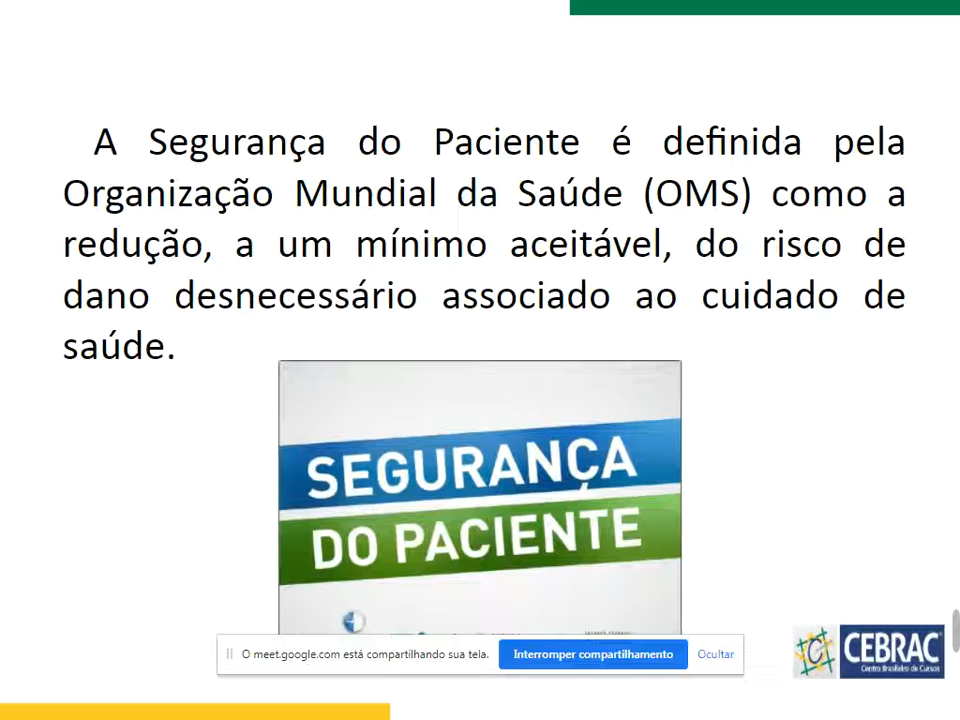 A Segurança do Paciente é definida pela
Organização Mundial da Saúde (OMS) como a
redução, a um mínimo aceitável, do risco de
dano desnecessário associado ao cuidado de
saúde.
SEGURANÇA
DO PACIENTE
O meet.google.com está compartilhando sua tela. Interromper compartilhamento Ocultar
CEBRAC
Centro Brasileiro de Cursos